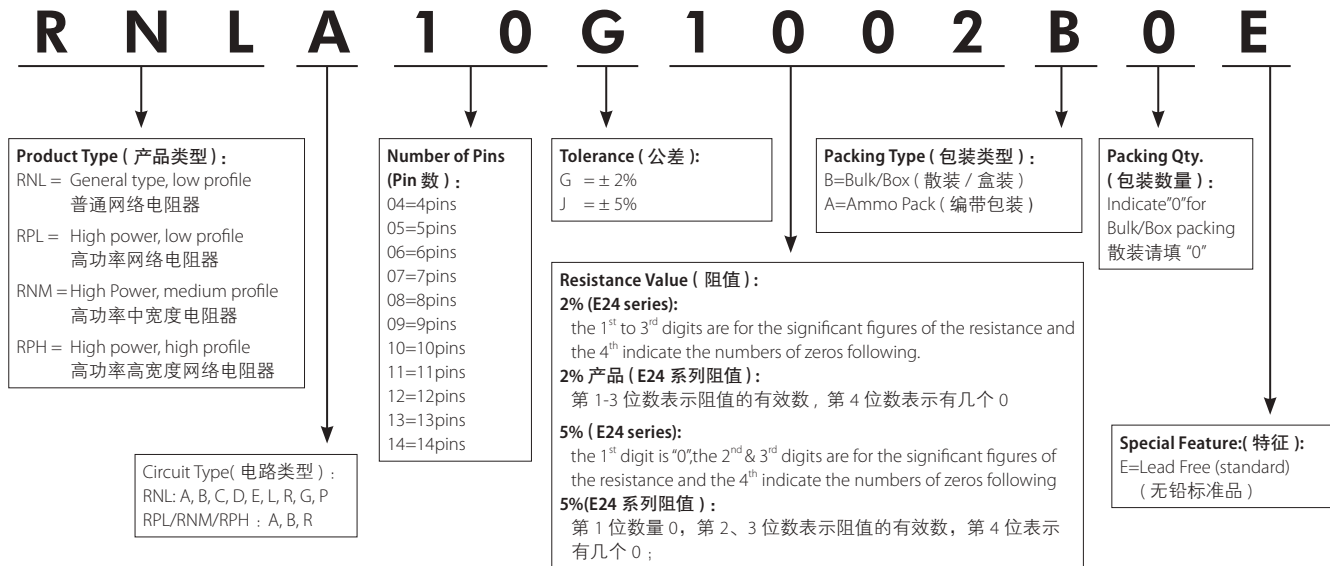 R N L A 1 0 G 1 0 0 2 B 0 E
Product Type ( 产品类型 ) :
RNL = General type, low profile
普通网络电阻器
RPL = High power, low profile
高功率网络电阻器
RNM = High Power, medium profile
高功率中宽度电阻器
RPH = High power, high profile
高功率高宽度网络电阻器
Circuit Type( 电路类型 ) :
RNL: A, B, C, D, E, L, R, G, P
RPL/RNM/RPH : A, B, R
Number of Pins
(Pin 数 ) :
04=4pins
05=5pins
06=6pins
07=7pins
08=8pins
09=9pins
10=10pins
11=11pins
12=12pins
13=13pins
14=14pins
Tolerance ( 公差 ):
G = ± 2%
J = ± 5%
Resistance Value ( 阻值 ) :
2% (E24 series):
the 1st to 3rd digits are for the significant figures of the resistance and
the 4th indicate the numbers of zeros following.
2% 产品 ( E24 系列阻值 ) :
第 1-3 位数表示阻值的有效数 , 第 4 位数表示有几个 0
5% ( E24 series):
the 1st digit is "0",the 2nd & 3rd digits are for the significant figures of
the resistance and the 4th indicate the numbers of zeros following
5%(E24 系列阻值 ) :
第 1 位数量 0，第 2、3 位数表示阻值的有效数，第 4 位表示
有几个 0 ;
Packing Type ( 包装类型 ) :
B=Bulk/Box ( 散装 / 盒装 )
A=Ammo Pack ( 编带包装 )
Packing Qty.
( 包装数量 ) :
Indicate"0"for
Bulk/Box packing
散装请填 "0"
Special Feature:( 特征 ):
E=Lead Free (standard)
( 无铅标准品 )